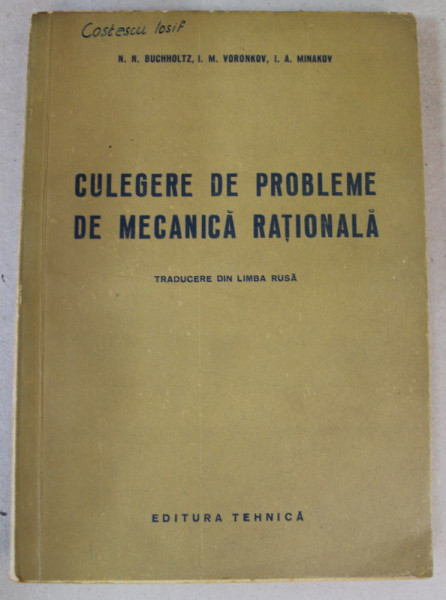 Costescu Iosif
N. N. BUCHHOLTZ, I. M. VORONKOV, I. A. MINAKOV
CULEGERE DE PROBLEME
DE MECANICĂ RAȚIONALĂ
TRADUCERE DIN LIMBA RUSĂ
EDITURA TEHNICĂ